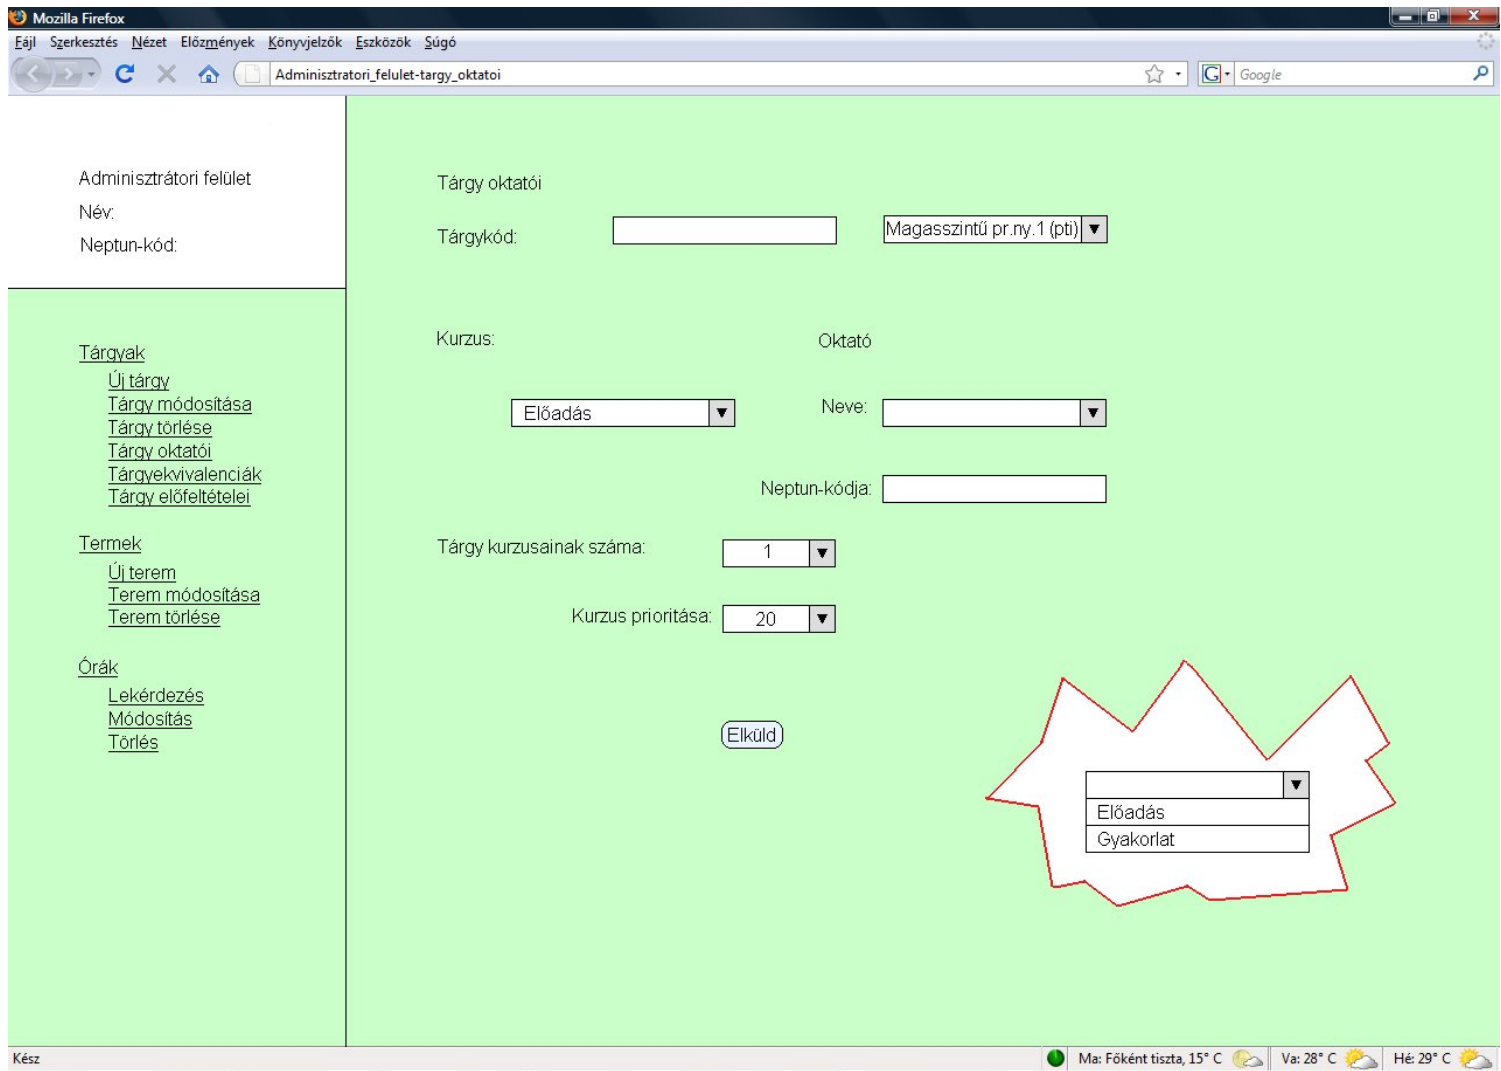 Mozilla Firefox
Fájl Szerkesztés Nézet Előzmények Könyvjelzők Eszközök Súgó
Adminisztratori_felulet-targy_oktatoi
G Google
Adminisztrátori felület
Név:
Neptun-kód:
Tárgyak
Új tárgy
Tárgy módosítása
Tárgy törlése
Tárgy oktatói
Tárgyekvivalenciák
Tárgy előfeltételei
Termek
Új terem
Terem módosítása
Terem törlése
Órák
Lekérdezés
Módosítás
Törlés
Tárgy oktatói
Tárgykód: Magasszintű pr.ny.1 (pti)
Kurzus: Oktató
Előadás Neve:
Neptun-kódja:
Tárgy kurzusainak száma: 1
Kurzus prioritása: 20
Elküld
Előadás
Gyakorlat
Kész Ma: Főként tiszta, 15° C Va: 28° C Hé: 29° C